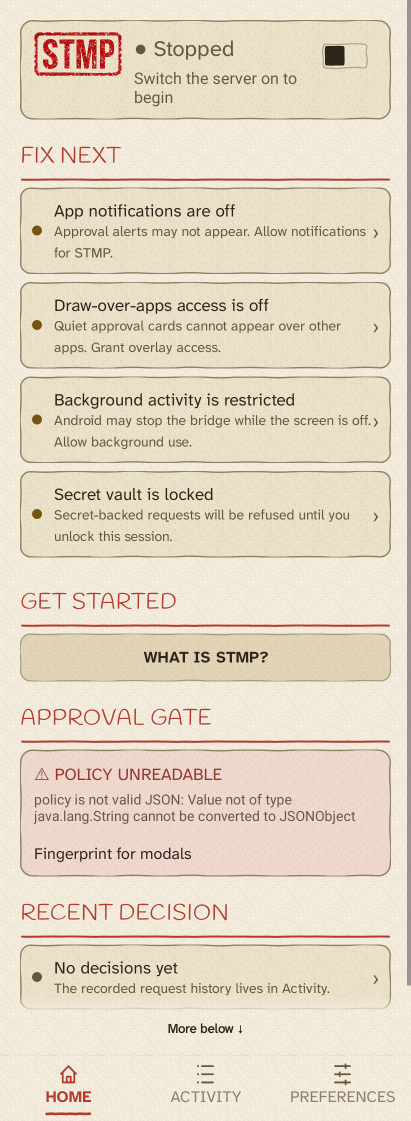 STMP
● Stopped
Switch the server on to
begin
FIX NEXT
App notifications are off
Approval alerts may not appear. Allow notifications
for STMP.
›
Draw-over-apps access is off
Quiet approval cards cannot appear over other
apps. Grant overlay access.
›
Background activity is restricted
Android may stop the bridge while the screen is off.
Allow background use.
›
Secret vault is locked
Secret-backed requests will be refused until you
unlock this session.
›
GET STARTED
WHAT IS STMP?
APPROVAL GATE
⚠ POLICY UNREADABLE
policy is not valid JSON: Value not of type
java.lang.String cannot be converted to JSONObject
Fingerprint for modals
RECENT DECISION
No decisions yet
The recorded request history lives in Activity.
›
More below ↓
HOME
ACTIVITY
PREFERENCES